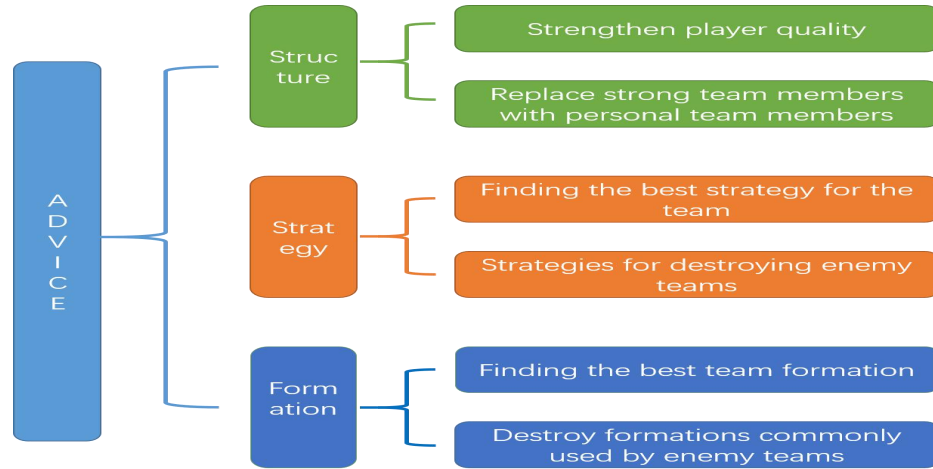 ADVICE
Struc
ture
Strengthen player quality
Replace strong team members
with personal team members
Strat
egy
Finding the best strategy for the
team
Strategies for destroying enemy
teams
Form
ation
Finding the best team formation
Destroy formations commonly
used by enemy teams